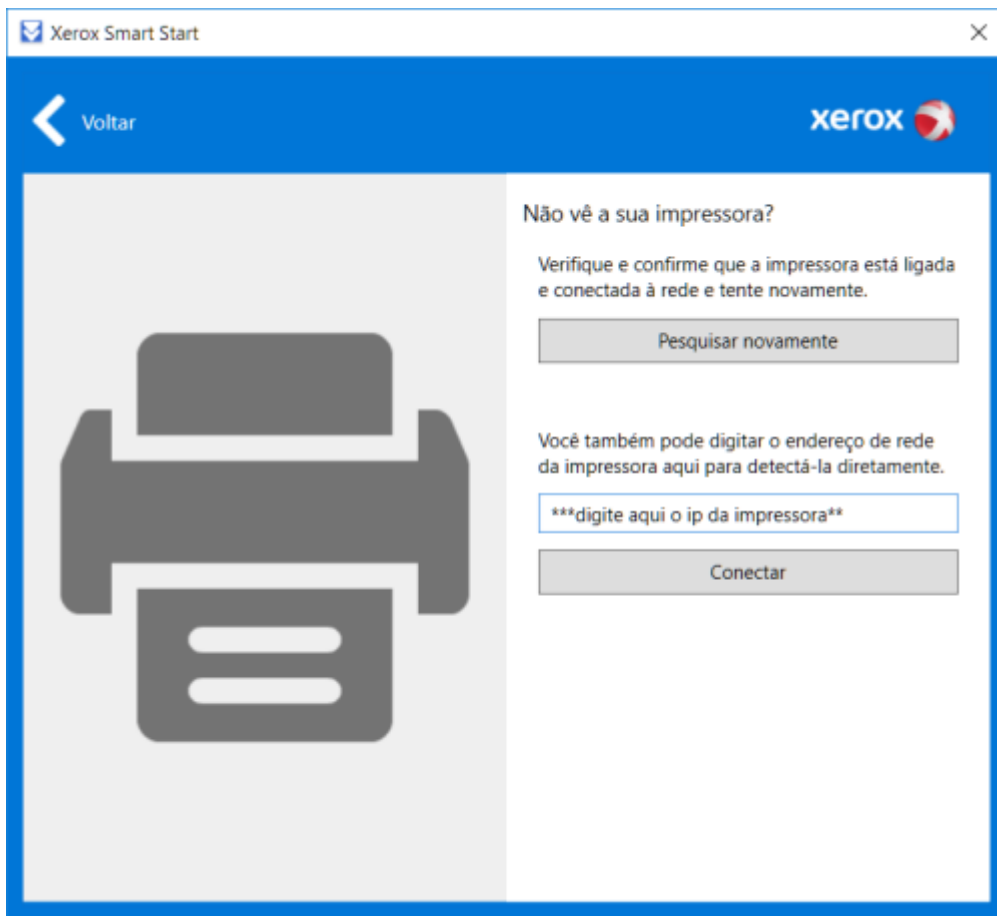 Xerox Smart Start
Voltar
xerox
Não vê a sua impressora?
Verifique e confirme que a impressora está ligada
e conectada à rede e tente novamente.
Pesquisar novamente
Você também pode digitar o endereço de rede
da impressora aqui para detectá-la diretamente.
***digite aqui o ip da impressora**
Conectar